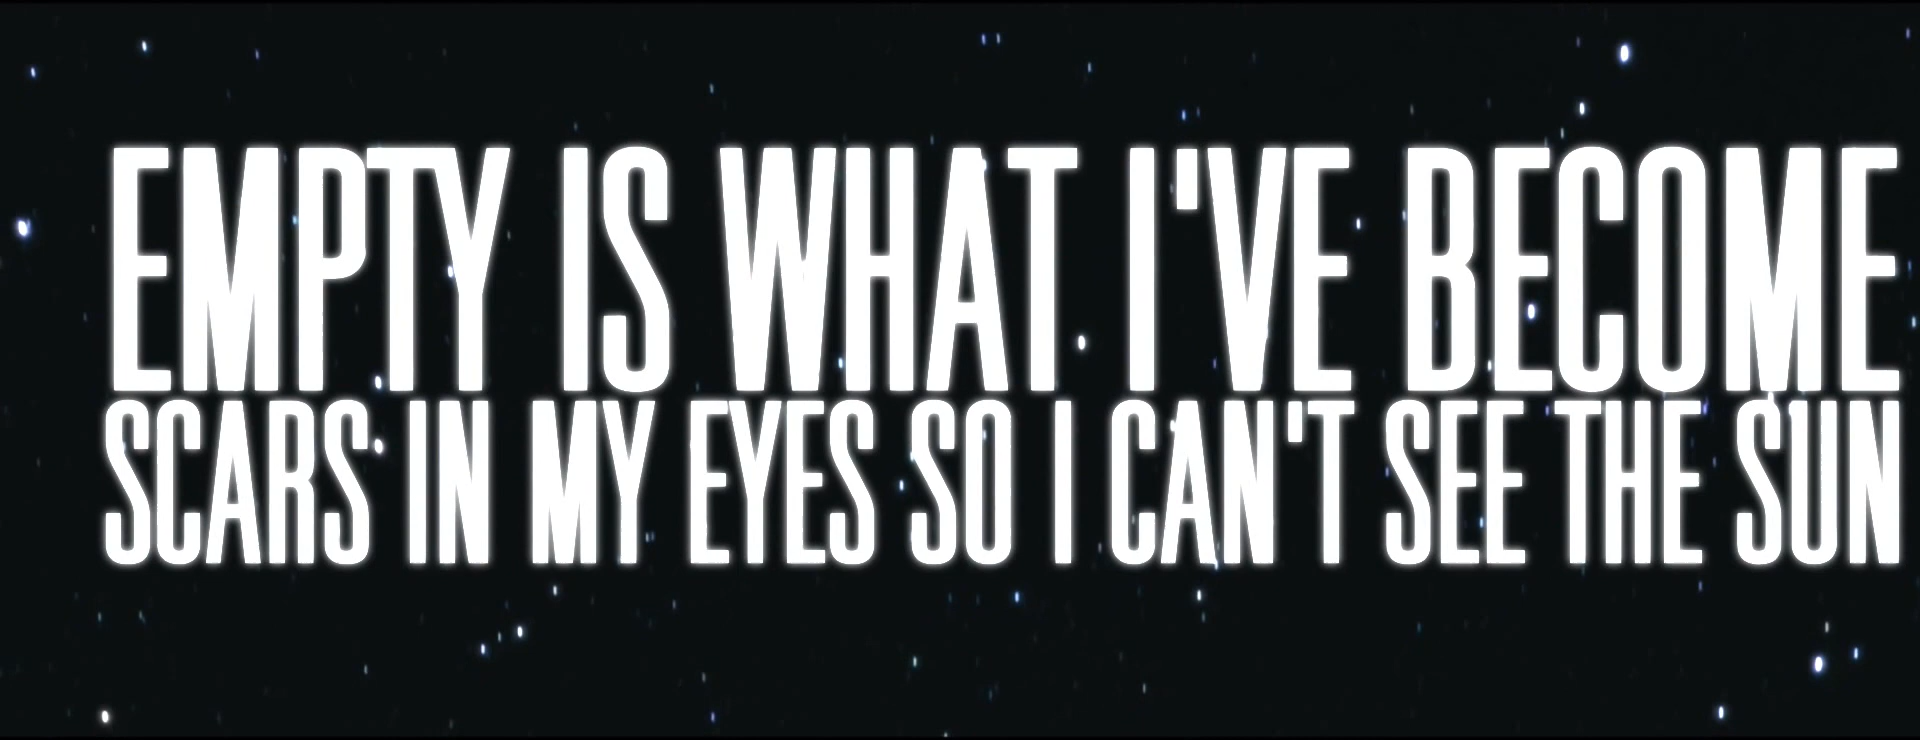 EMPTY IS WHAT I'VE BECOME
SCARS IN MY EYES SO I CAN'T SEE THE SUN